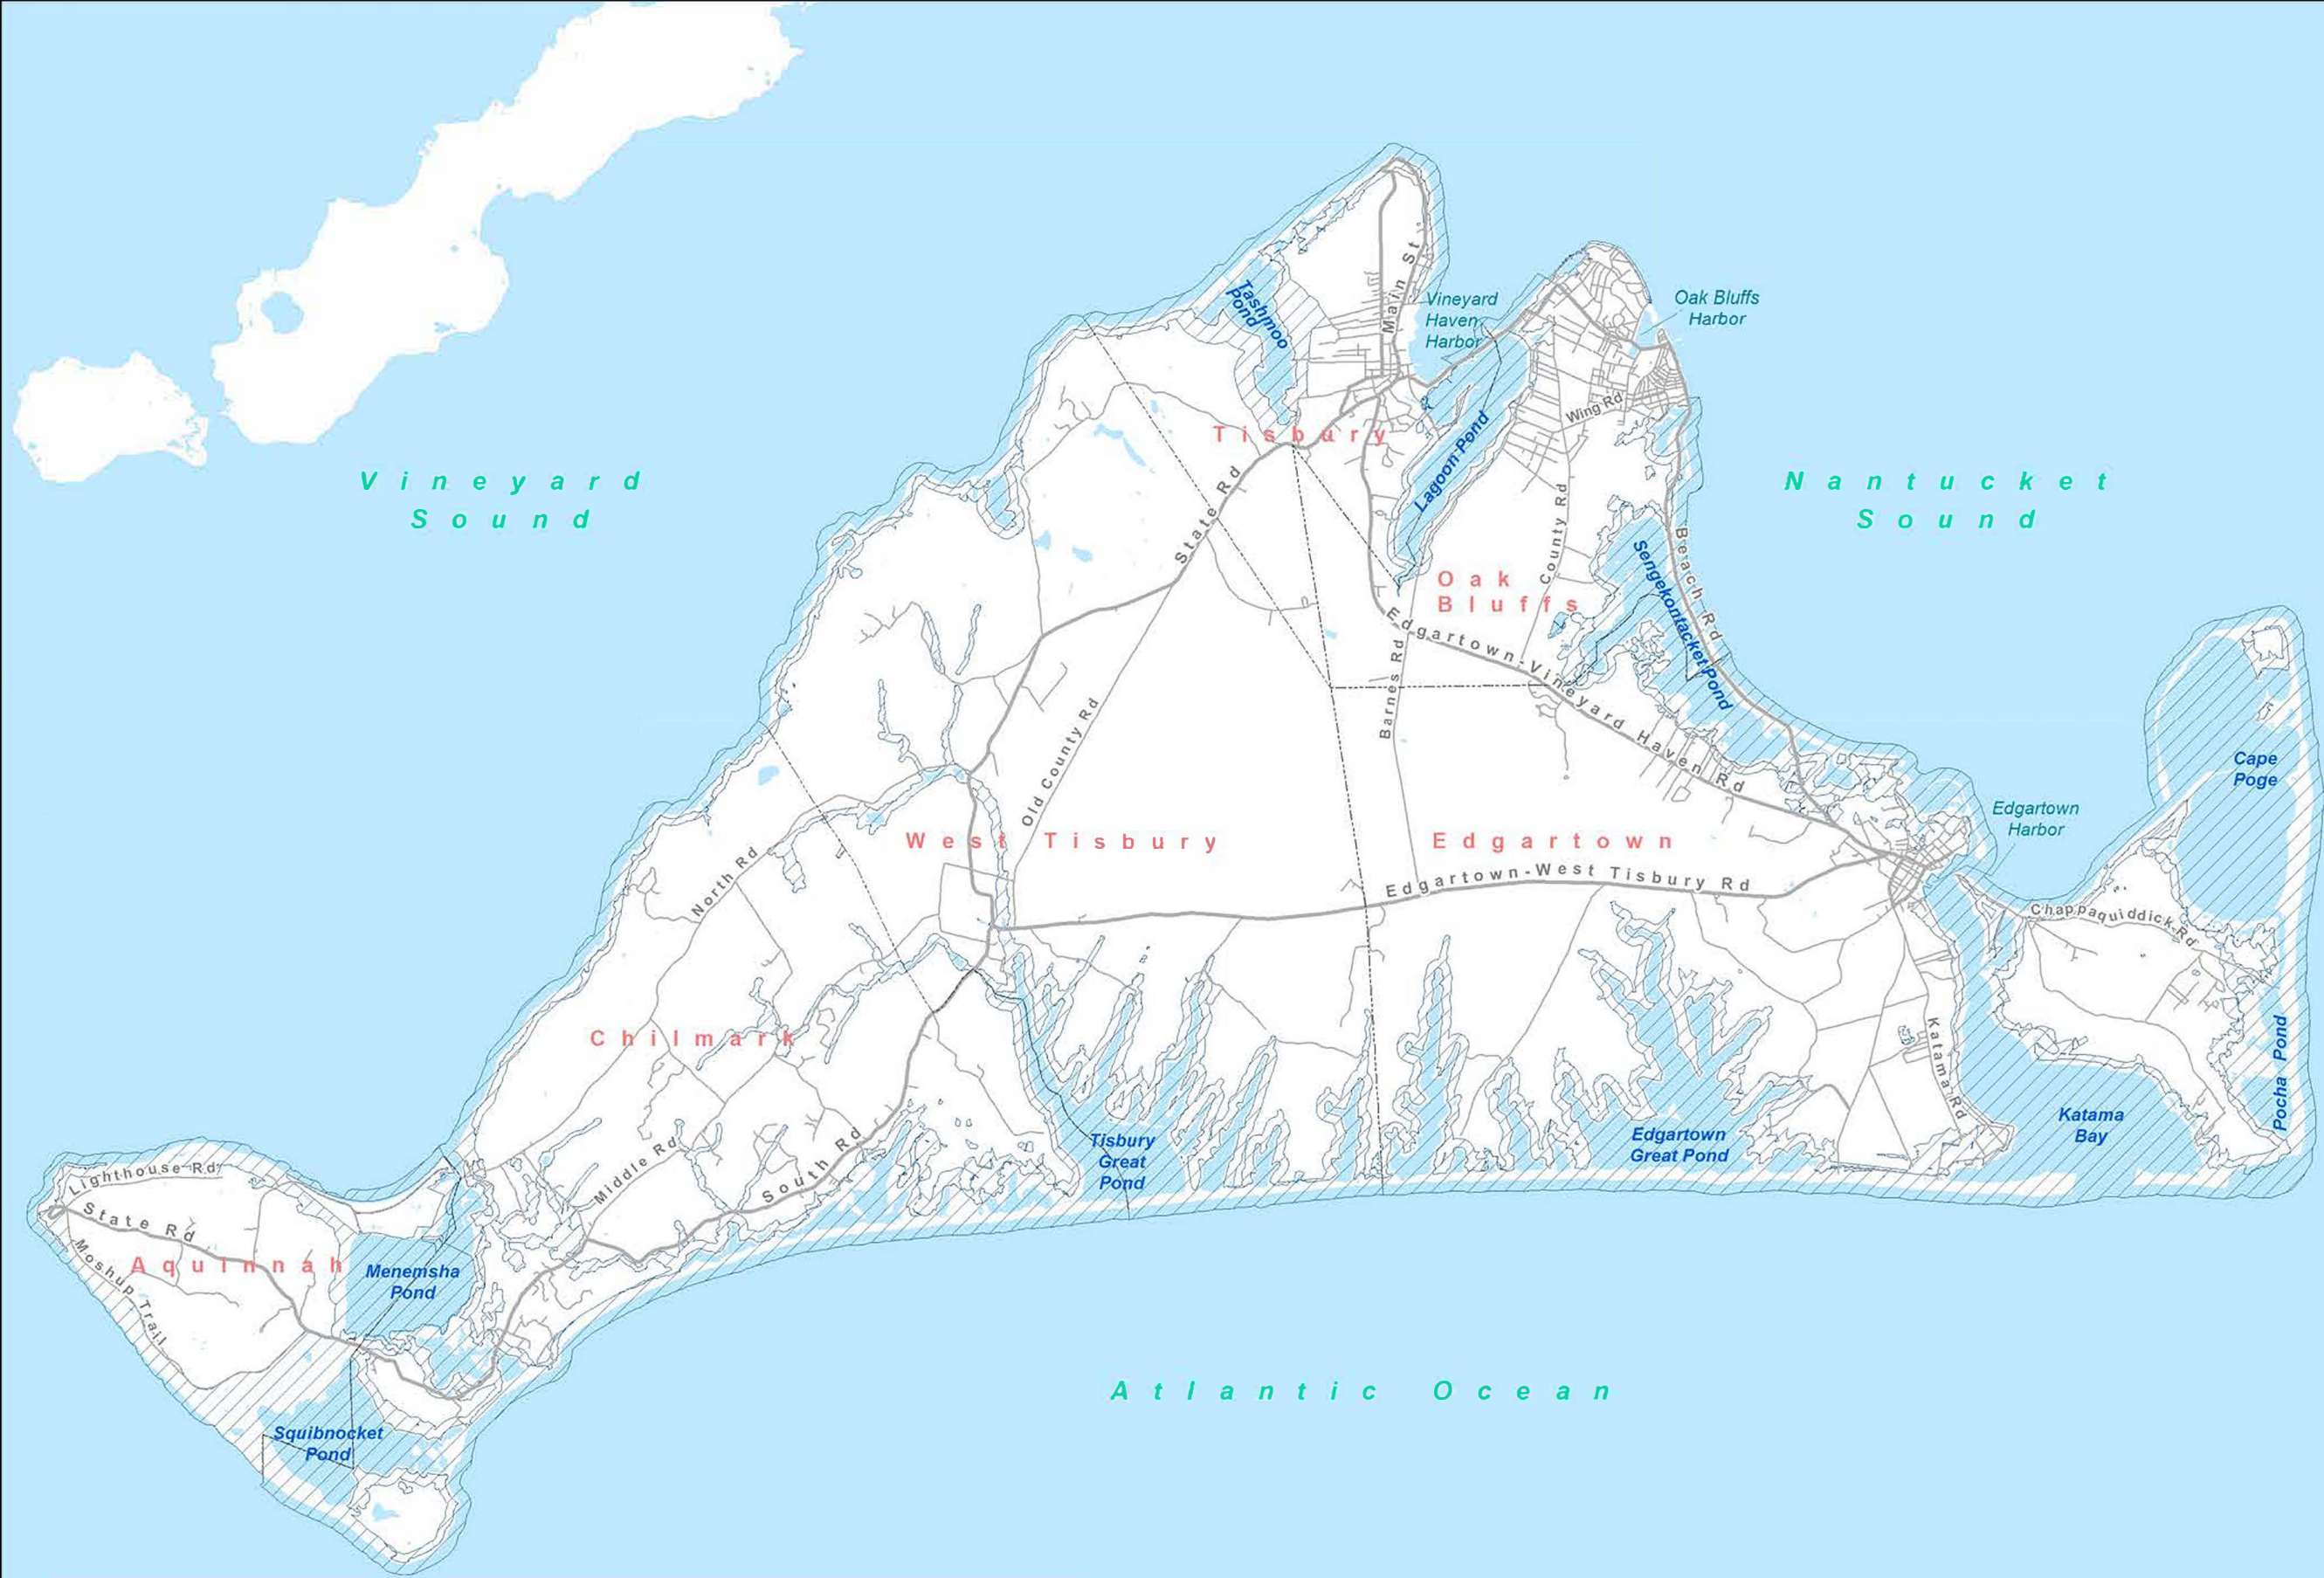 Vineyard
Sound
Nantucket
Sound
Atlantic Ocean
Tashmoo
Pond
Main St
Vineyard
Haven
Harbor
Oak Bluffs
Harbor
Wing Rd
Tisbury
Lagoon Pond
State Rd
County Rd
Beach Rd
Sengekontacket Pond
Oak
Bluffs
Edgartown-Vineyard Haven Rd
Barnes Rd
Old County Rd
Cape
Poge
Edgartown
Harbor
West Tisbury
Edgartown
North Rd
Edgartown-West Tisbury Rd
Chappaquiddick Rd
Chilmark
Katama Rd
Pocha Pond
Katama
Bay
Tisbury
Great
Pond
Edgartown
Great Pond
Middle Rd
South Rd
Lighthouse Rd
State Rd
Moshup Trail
Aquinnah
Menemsha
Pond
Squibnocket
Pond